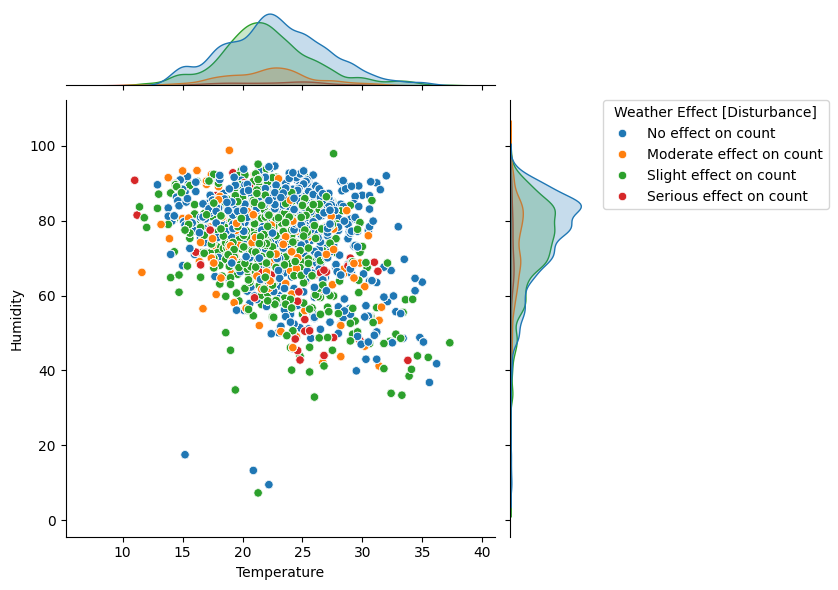 Weather Effect [Disturbance]
No effect on count
Moderate effect on count
Slight effect on count
Serious effect on count
100
80
60
40
20
0
Humidity
10 15 20 25 30 35 40
Temperature